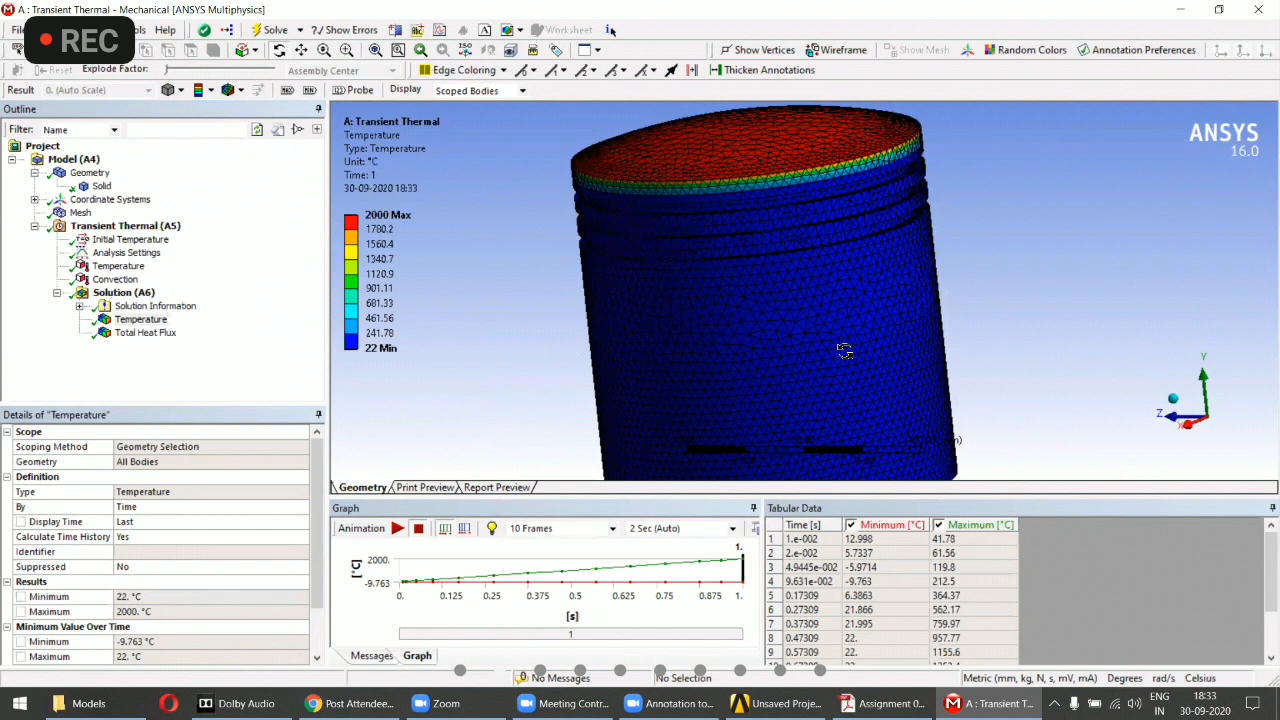 A : Transient Thermal - Mechanical [ANSYS Multiphysics]
REC
Help
Solve
?/ Show Errors
Worksheet
Show Vertices
Wireframe
Show Mesh
Random Colors
Annotation Preferences
Reset
Explode Factor:
Assembly Center
Edge Coloring
Thicken Annotations
Result
0. (Auto Scale)
Probe
Display
Scoped Bodies
Outline
Filter: Name
Project
Model (A4)
Geometry
Solid
Coordinate Systems
Mesh
Transient Thermal (A5)
Initial Temperature
Analysis Settings
Temperature
Convection
Solution (A6)
Solution Information
Temperature
Total Heat Flux
Details of "Temperature"
Scope
Scoping Method Geometry Selection
Geometry All Bodies
Definition
Type Temperature
By Time
Display Time Last
Calculate Time History Yes
Identifier
Suppressed No
Results
Minimum 22. °C
Maximum 2000. °C
Minimum Value Over Time
Minimum -9.763 °C
Maximum 22. °C
A: Transient Thermal
Temperature
Type: Temperature
Unit: °C
Time: 1
30-09-2020 18:33
2000 Max
1780.2
1560.4
1340.7
1120.9
901.11
681.33
461.56
241.78
22 Min
ANSYS
16.0
Y
Z
X
Geometry Print Preview Report Preview
Graph
Animation
10 Frames
2 Sec (Auto)
1.
2000.
[°C]
-9.763
0. 0.125 0.25 0.375 0.5 0.625 0.75 0.875 1.
[s]
1
Messages Graph
Tabular Data
Time [s] Minimum [°C] Maximum [°C]
1 1.e-002 12.998 41.78
2 2.e-002 5.7337 61.56
3 4.9445e-002 -5.9714 119.8
4 9.631e-002 -9.763 212.5
5 0.17309 6.3863 364.37
6 0.27309 21.866 562.17
7 0.37309 21.995 759.97
8 0.47309 22. 957.77
9 0.57309 22. 1155.6
No Messages
No Selection
Metric (mm, kg, N, s, mV, mA) Degrees rad/s Celsius
Models
Dolby Audio
Post Attendee...
Zoom
Meeting Contr...
Annotation to...
Unsaved Proje...
Assignment 0...
A : Transient T...
ENG
IN
18:33
30-09-2020